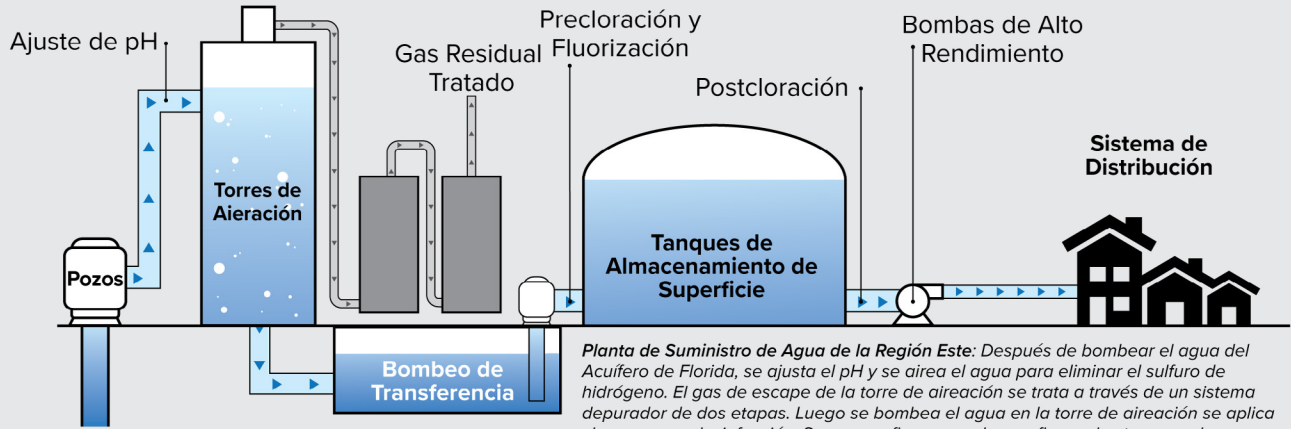 Ajuste de pH
Gas Residual
Tratado
Precloración y
Fluorización
Postcloración
Bombas de Alto
Rendimiento
Sistema de
Distribución
Torres de
Aieración
Pozos
Tanques de
Almacenamiento de
Superficie
Bombeo de
Transferencia
Planta de Suministro de Agua de la Región Este: Después de bombear el agua del
Acuífero de Florida, se ajusta el pH y se airea el agua para eliminar el sulfuro de
hidrógeno. El gas de escape de la torre de aireación se trata a través de un sistema
depurador de dos etapas. Luego se bombea el agua en la torre de aireación se aplica